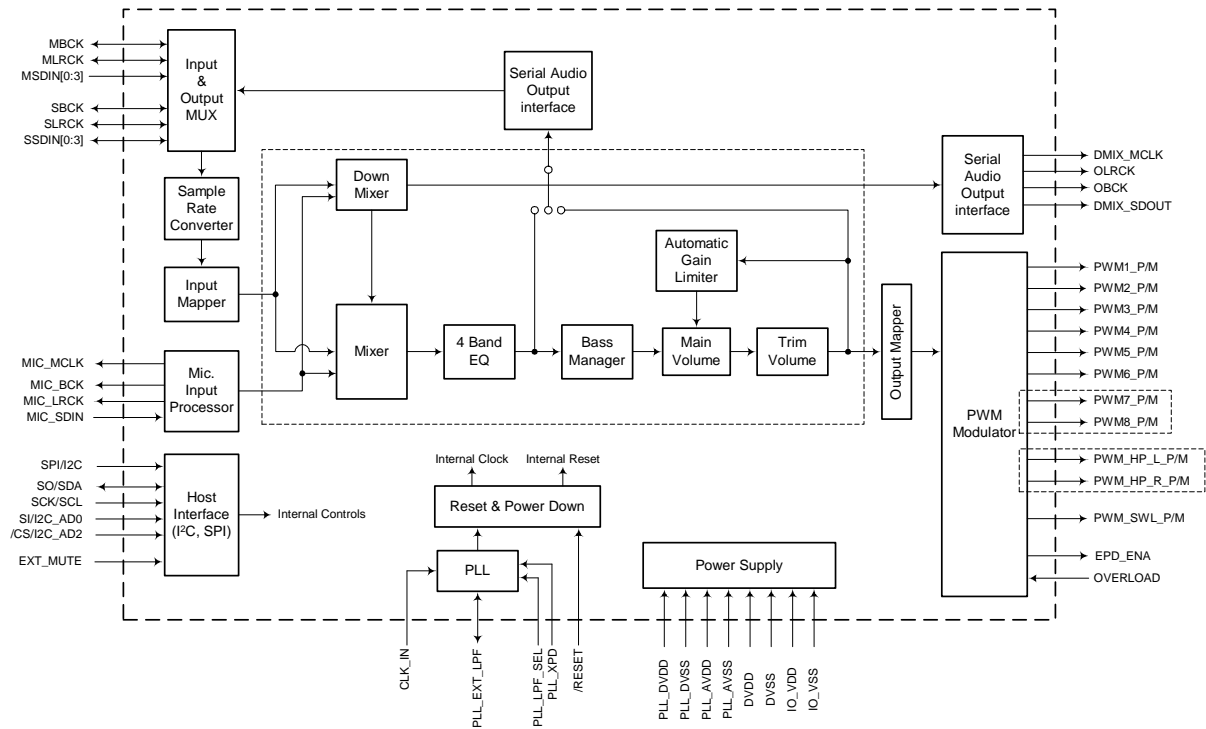 MBCK
MLRCK
MSDIN[0:3]
SBCK
SLRCK
SSDIN[0:3]
Input
&
Output
MUX
Serial Audio
Output
interface
Sample
Rate
Converter
Down
Mixer
Serial
Audio
Output
interface
DMIX_MCLK
OLRCK
OBCK
DMIX_SDOUT
Input
Mapper
Automatic
Gain
Limiter
Mixer
4 Band
EQ
Bass
Manager
Main
Volume
Trim
Volume
Output Mapper
PWM
Modulator
PWM1_P/M
PWM2_P/M
PWM3_P/M
PWM4_P/M
PWM5_P/M
PWM6_P/M
PWM7_P/M
PWM8_P/M
PWM_HP_L_P/M
PWM_HP_R_P/M
PWM_SWL_P/M
EPD_ENA
OVERLOAD
MIC_MCLK
MIC_BCK
MIC_LRCK
MIC_SDIN
Mic.
Input
Processor
SPI/I2C
SO/SDA
SCK/SCL
SI/I2C_AD0
/CS/I2C_AD2
EXT_MUTE
Host
Interface
(I²C, SPI)
Internal Controls
Internal Clock
Internal Reset
Reset & Power Down
PLL
Power Supply
CLK_IN
PLL_EXT_LPF
PLL_LPF_SEL
PLL_XPD
/RESET
PLL_DVDD
PLL_DVSS
PLL_AVDD
PLL_AVSS
DVDD
DVSS
IO_VDD
IO_VSS